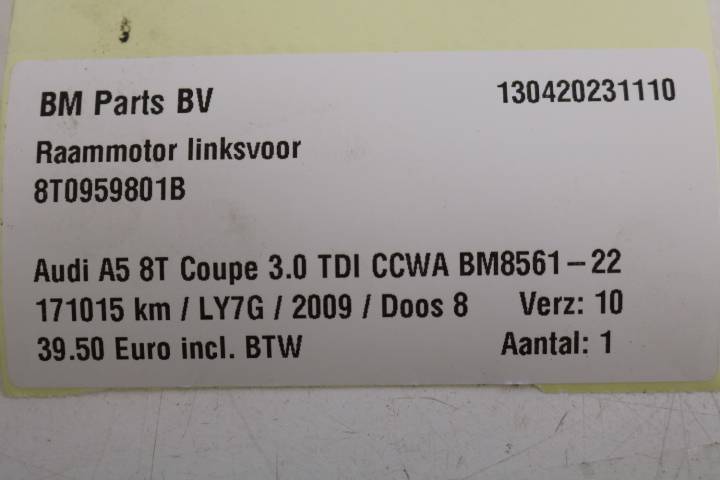 BM Parts BV 130420231110
Raammotor linksvoor
8T0959801B
Audi A5 8T Coupe 3.0 TDI CCWA BM8561-22
171015 km / LY7G / 2009 / Doos 8 Verz: 10
39.50 Euro incl. BTW Aantal: 1